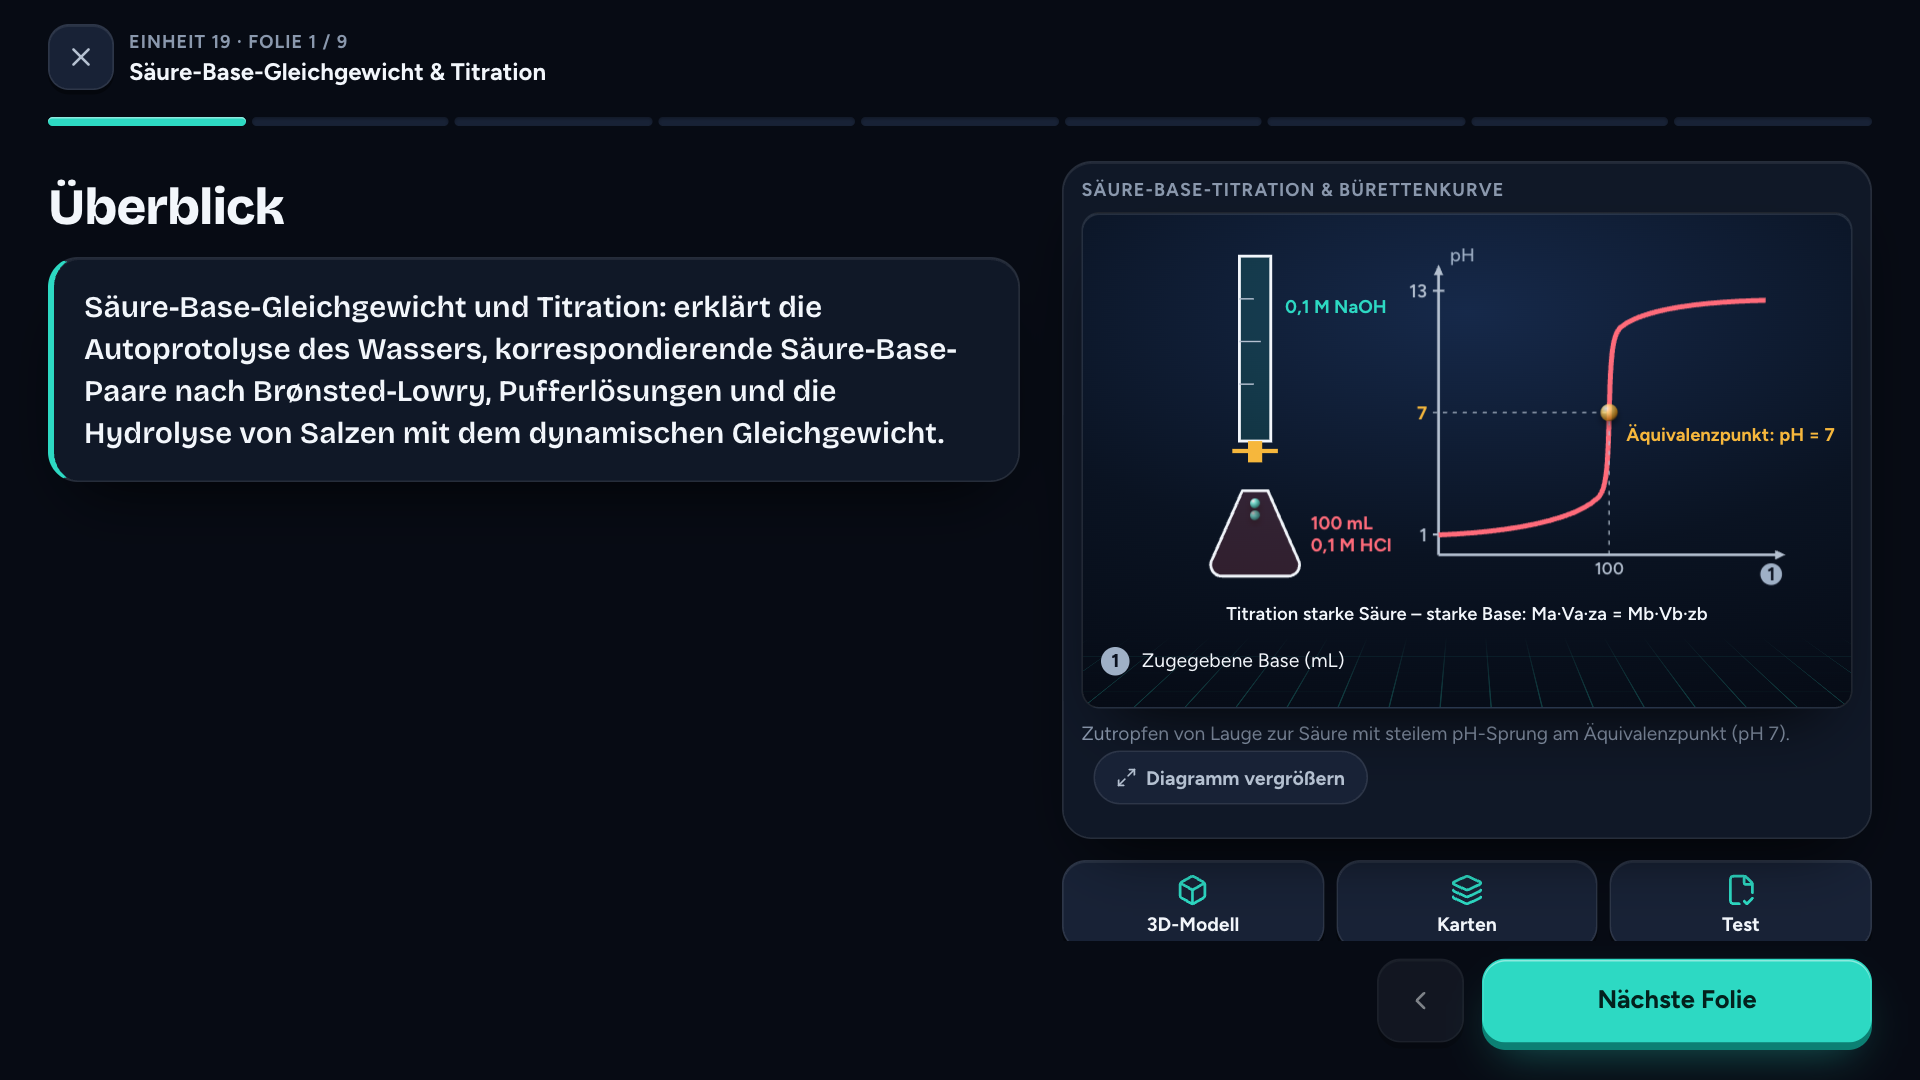 EINHEIT 19 · FOLIE 1 / 9
Säure-Base-Gleichgewicht & Titration
Überblick
Säure-Base-Gleichgewicht und Titration: erklärt die
Autoprotolyse des Wassers, korrespondierende Säure-Base-
Paare nach Brønsted-Lowry, Pufferlösungen und die
Hydrolyse von Salzen mit dem dynamischen Gleichgewicht.
SÄURE-BASE-TITRATION & BÜRETTENKURVE
pH
13
0,1 M NaOH
7
Äquivalenzpunkt: pH = 7
100 mL
0,1 M HCl
1
100
1
Titration starke Säure – starke Base: Ma·Va·za = Mb·Vb·zb
1 Zugegebene Base (mL)
Zutropfen von Lauge zur Säure mit steilem pH-Sprung am Äquivalenzpunkt (pH 7).
Diagramm vergrößern
3D-Modell
Karten
Test
Nächste Folie